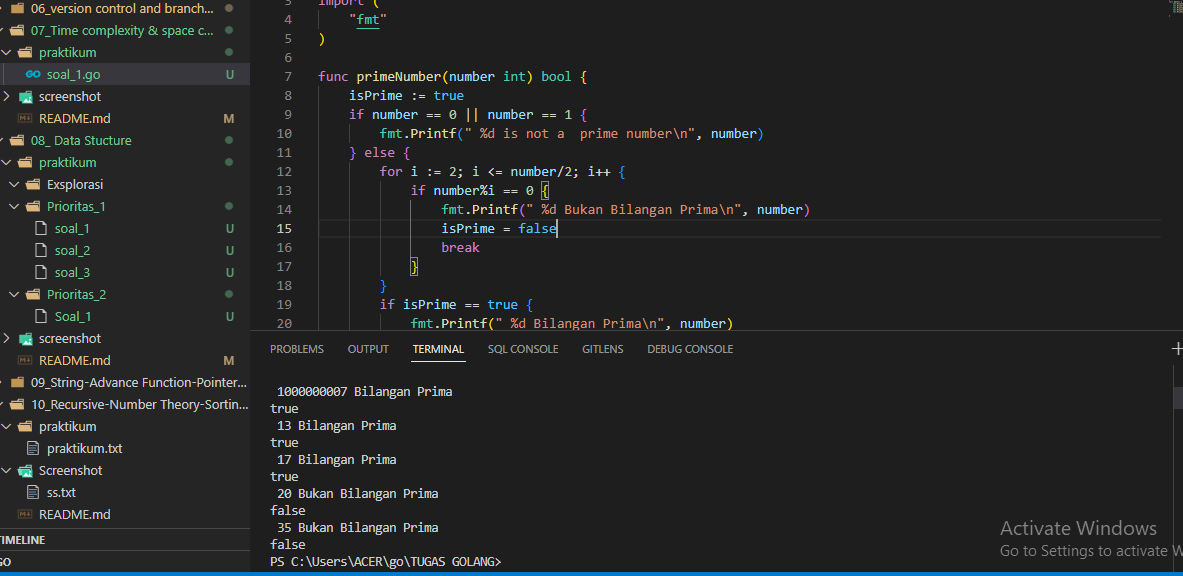 06_version control and branch...
07_Time complexity & space c...
praktikum
soal_1.go U
screenshot
README.md M
08_ Data Stucture
praktikum
Exsplorasi
Prioritas_1
soal_1 U
soal_2 U
soal_3 U
Prioritas_2
Soal_1 U
screenshot
README.md M
09_String-Advance Function-Pointer...
10_Recursive-Number Theory-Sortin...
praktikum
praktikum.txt
Screenshot
ss.txt
README.md
TIMELINE
GO
3 import (
4 "fmt"
5 )
6
7 func primeNumber(number int) bool {
8 isPrime := true
9 if number == 0 || number == 1 {
10 fmt.Printf(" %d is not a  prime number\n", number)
11 } else {
12 for i := 2; i <= number/2; i++ {
13 if number%i == 0 {
14 fmt.Printf(" %d Bukan Bilangan Prima\n", number)
15 isPrime = false
16 break
17 }
18 }
19 if isPrime == true {
20 fmt.Printf(" %d Bilangan Prima\n", number)
PROBLEMS OUTPUT TERMINAL SQL CONSOLE GITLENS DEBUG CONSOLE
1000000007 Bilangan Prima
true
13 Bilangan Prima
true
17 Bilangan Prima
true
20 Bukan Bilangan Prima
false
35 Bukan Bilangan Prima
false
PS C:\Users\ACER\go\TUGAS GOLANG>
Activate Windows
Go to Settings to activate W